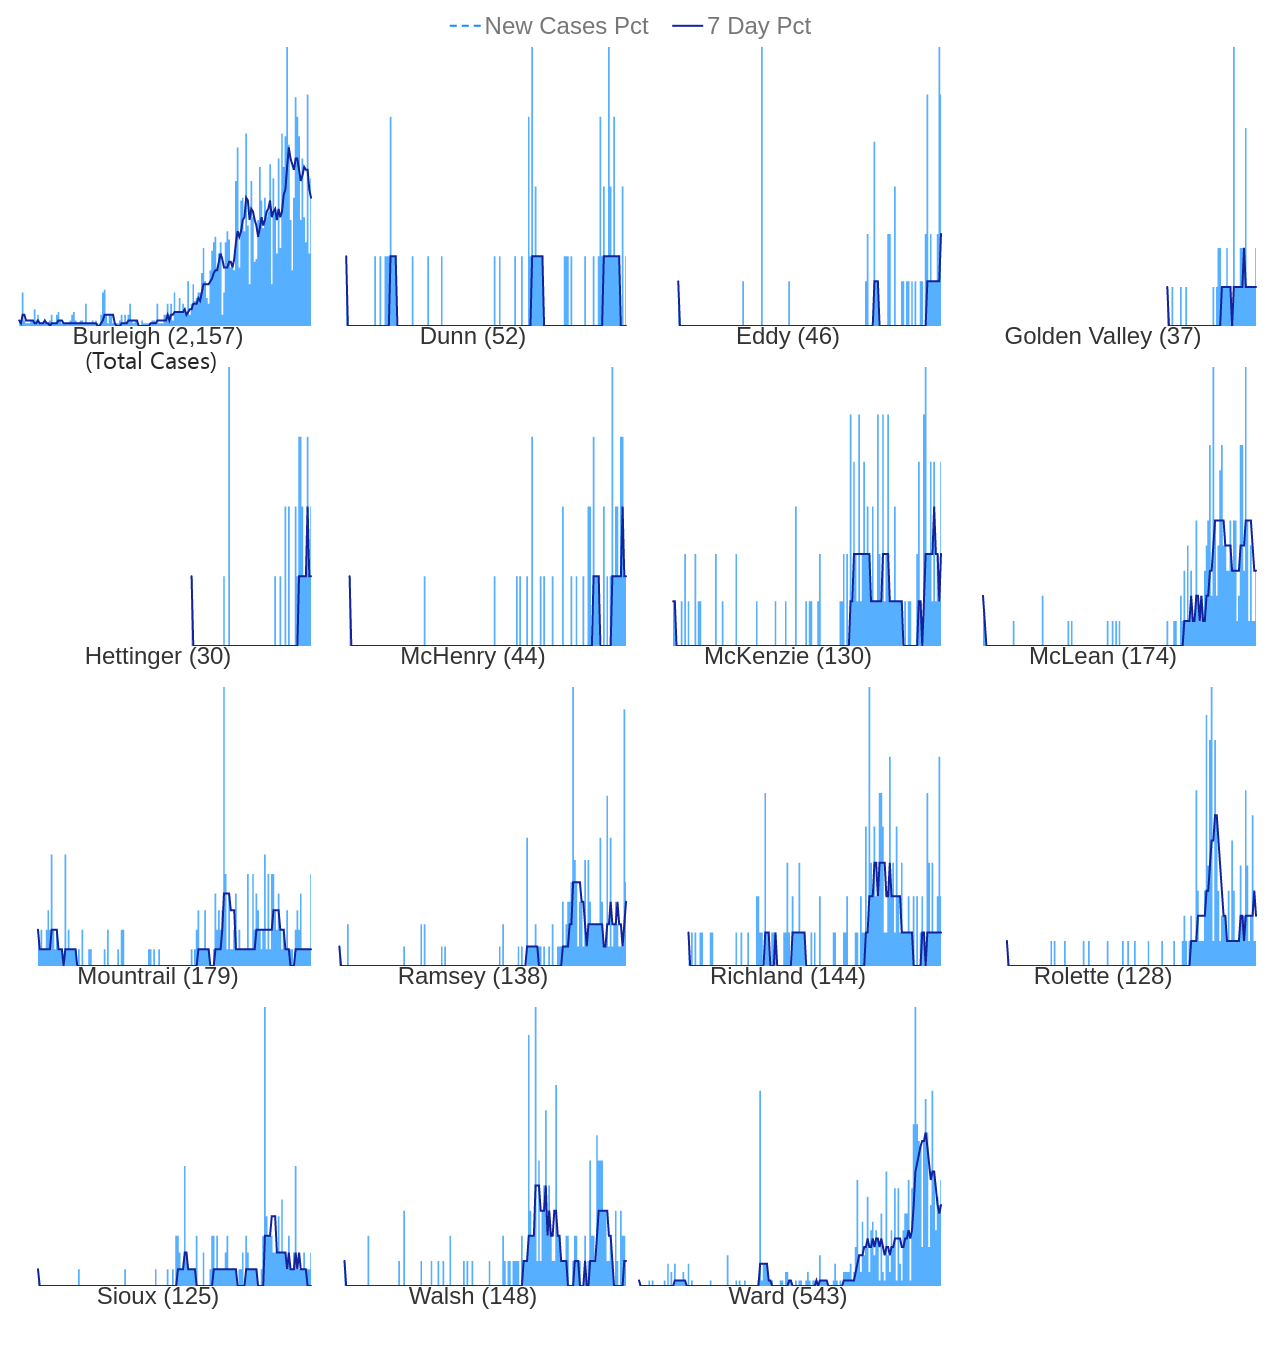 New Cases Pct 7 Day Pct
Burleigh (2,157) Dunn (52) Eddy (46) Golden Valley (37)
(Total Cases)
Hettinger (30) McHenry (44) McKenzie (130) McLean (174)
Mountrail (179) Ramsey (138) Richland (144) Rolette (128)
Sioux (125) Walsh (148) Ward (543)